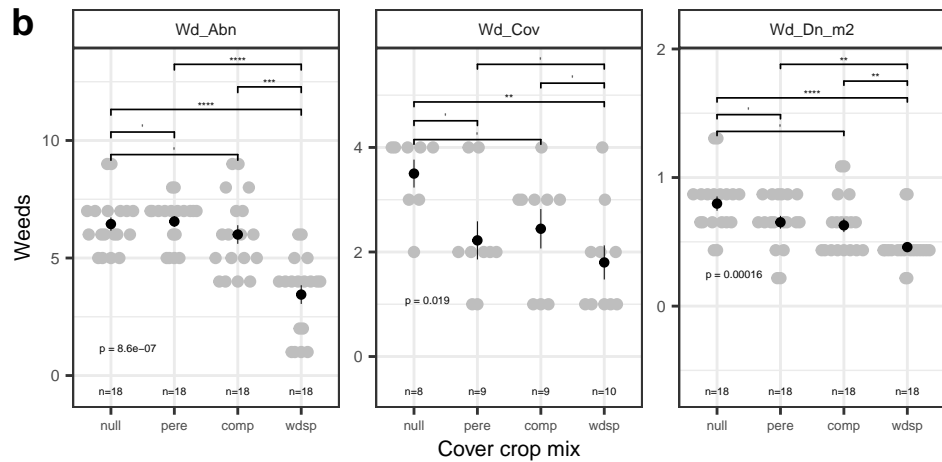 b
Wd_Abn
Wd_Cov
Wd_Dn_m2
Weeds
10
5
0
****
***
****
p = 8.6e−07
n=18
n=18
n=18
n=18
null
pere
comp
wdsp
4
2
0
**
p = 0.019
n=8
n=9
n=9
n=10
null
pere
comp
wdsp
2
1
0
**
**
****
p = 0.00016
n=18
n=18
n=18
n=18
null
pere
comp
wdsp
Cover crop mix